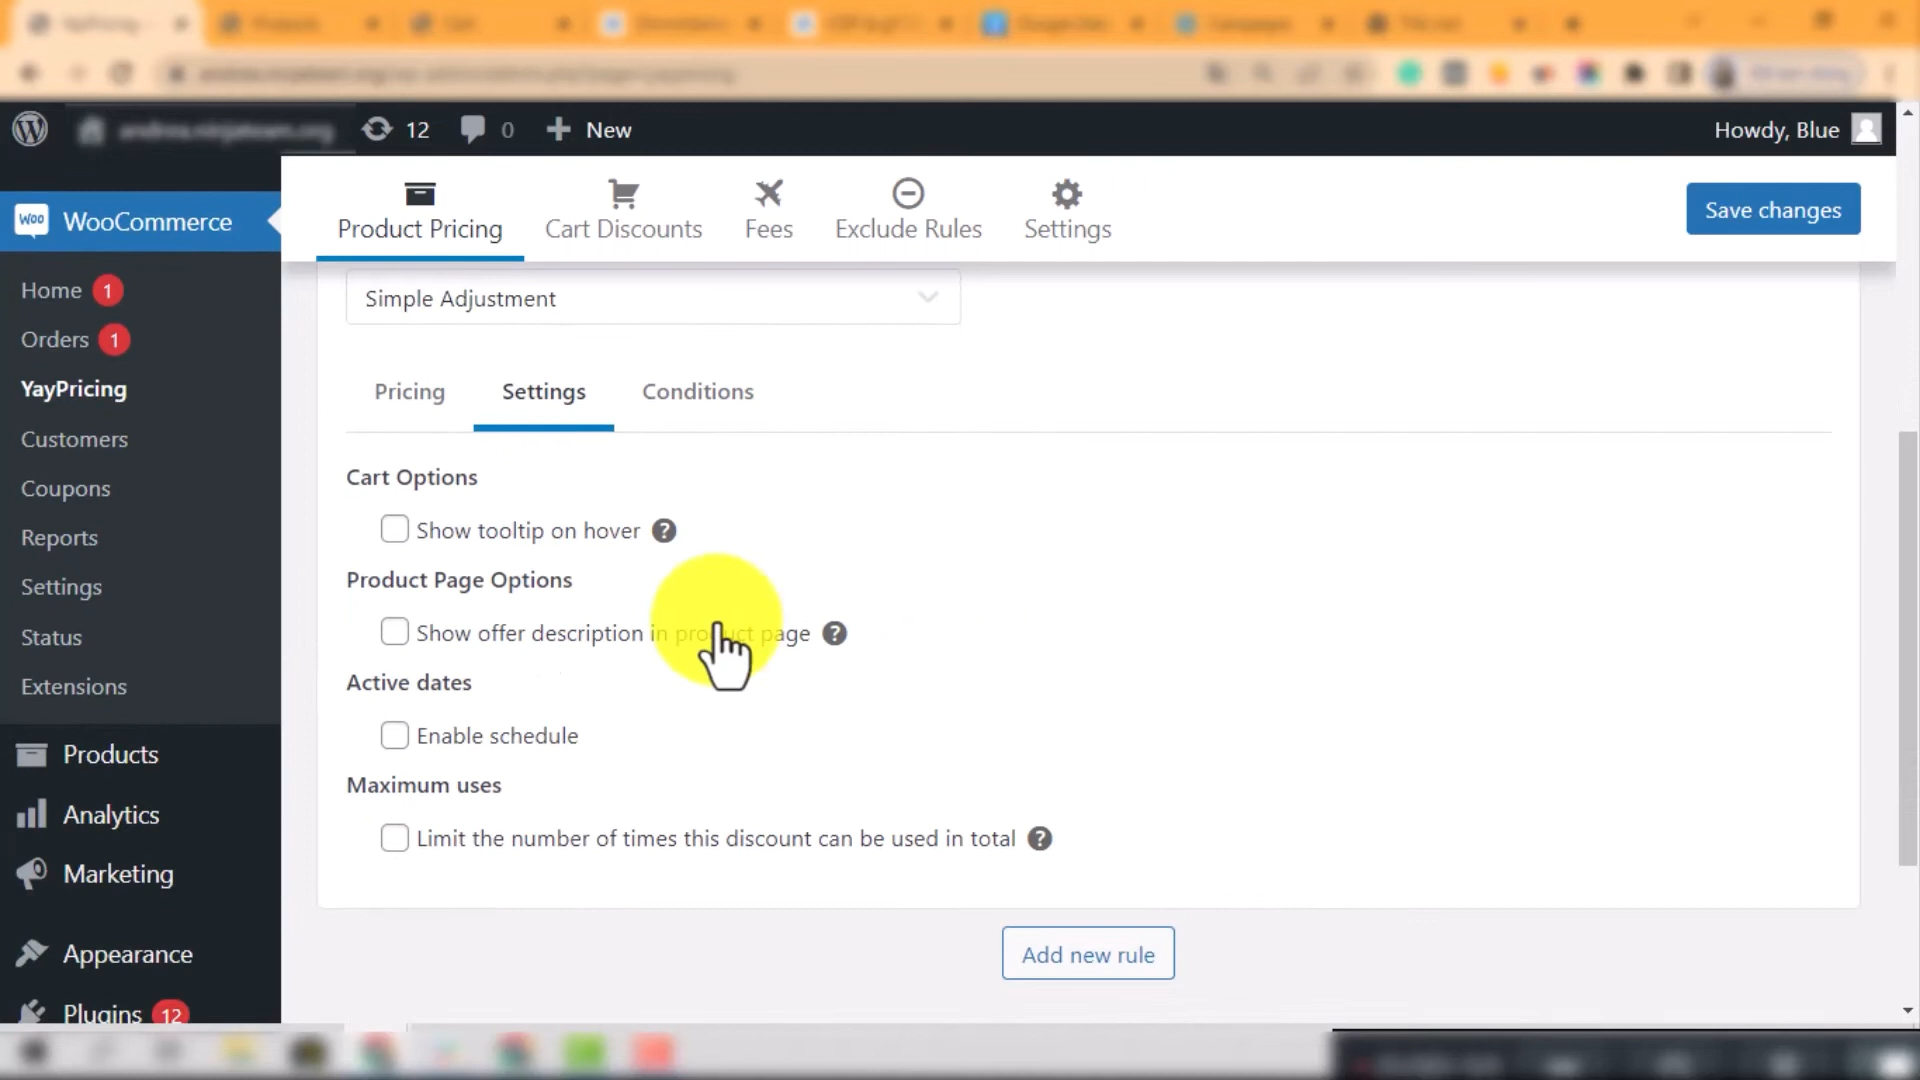 12
0
New
Howdy, Blue
Woo
WooCommerce
Product Pricing
Cart Discounts
Fees
Exclude Rules
Settings
Save changes
Home 1
Orders 1
YayPricing
Customers
Coupons
Reports
Settings
Status
Extensions
Products
Analytics
Marketing
Appearance
Plugins 12
Simple Adjustment
Pricing
Settings
Conditions
Cart Options
Show tooltip on hover ?
Product Page Options
Show offer description in product page ?
Active dates
Enable schedule
Maximum uses
Limit the number of times this discount can be used in total ?
Add new rule